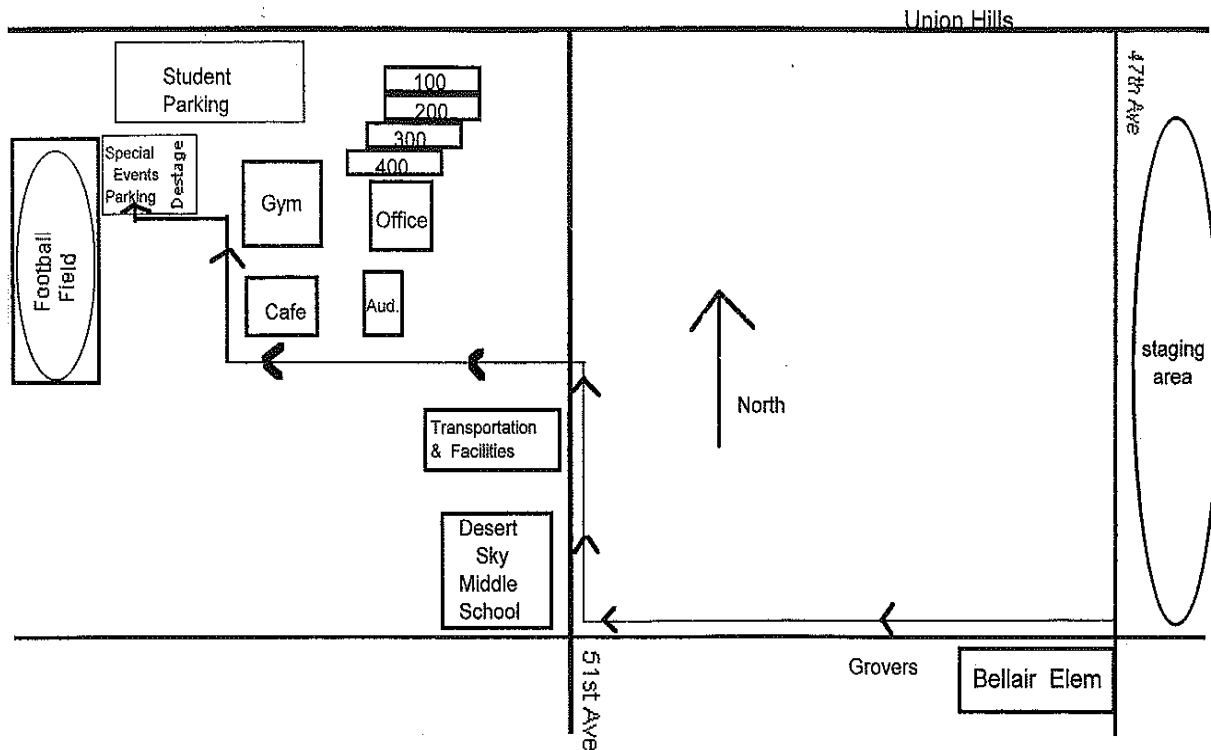 Union Hills
47th Ave
Student
Parking
100
200
300
400
Special
Events
Parking
Destage
Gym
Office
Football
Field
Cafe
Aud.
staging
area
North
Transportation
& Facilities
Desert
Sky
Middle
School
51st Ave
Grovers
Bellair Elem